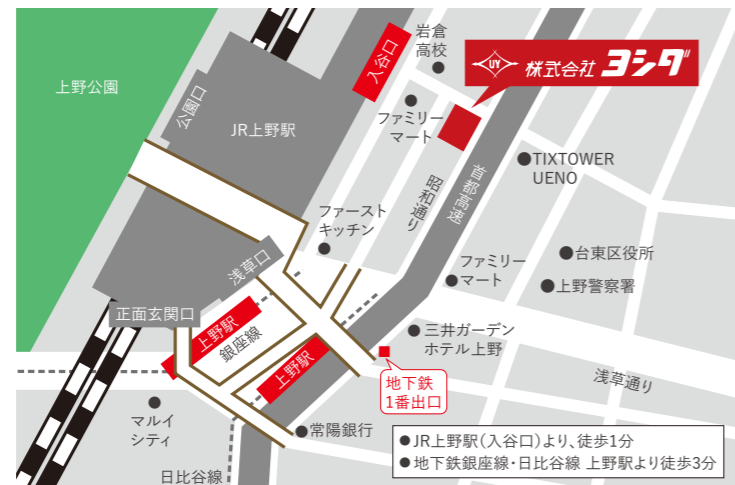 岩倉
高校
入谷口
UY
株式会社 ヨシダ
上野公園
公園口
JR上野駅
ファミリー
マート
TIXTOWER
UENO
昭和通り
首都高速
ファースト
キッチン
台東区役所
浅草口
ファミリー
マート
上野警察署
正面玄関口
上野駅
銀座線
三井ガーデン
ホテル上野
上野駅
地下鉄
1番出口
浅草通り
マルイ
シティ
常陽銀行
日比谷線
●JR上野駅(入谷口)より、徒歩1分
●地下鉄銀座線・日比谷線 上野駅より徒歩3分